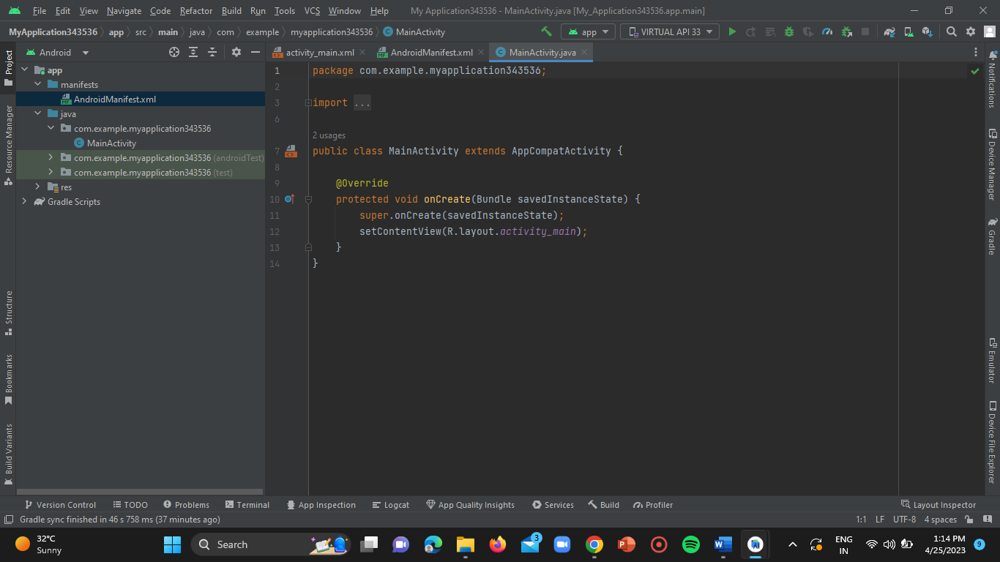 File Edit View Navigate Code Refactor Build Run Tools VCS Window Help My Application343536 - MainActivity.java [My_Application343536.app.main]
MyApplication343536 app src main java com example myapplication343536 C MainActivity app VIRTUAL API 33
Project
Resource Manager
Structure
Bookmarks
Build Variants
Android
app
manifests
MF AndroidManifest.xml
java
com.example.myapplication343536
C MainActivity
com.example.myapplication343536 (androidTest)
com.example.myapplication343536 (test)
res
Gradle Scripts
activity_main.xml MF AndroidManifest.xml C MainActivity.java
1 package com.example.myapplication343536;
2
3 import ...
6
2 usages
7 public class MainActivity extends AppCompatActivity {
8
9 @Override
10 protected void onCreate(Bundle savedInstanceState) {
11 super.onCreate(savedInstanceState);
12 setContentView(R.layout.activity_main);
13 }
14 }
Notifications
Device Manager
Gradle
Emulator
Device File Explorer
Version Control TODO Problems Terminal App Inspection Logcat App Quality Insights Services Build Profiler Layout Inspector
Gradle sync finished in 46 s 758 ms (37 minutes ago) 1:1 LF UTF-8 4 spaces
32°C
Sunny
Search
3
P
W
ENG
IN
1:14 PM
4/25/2023
9